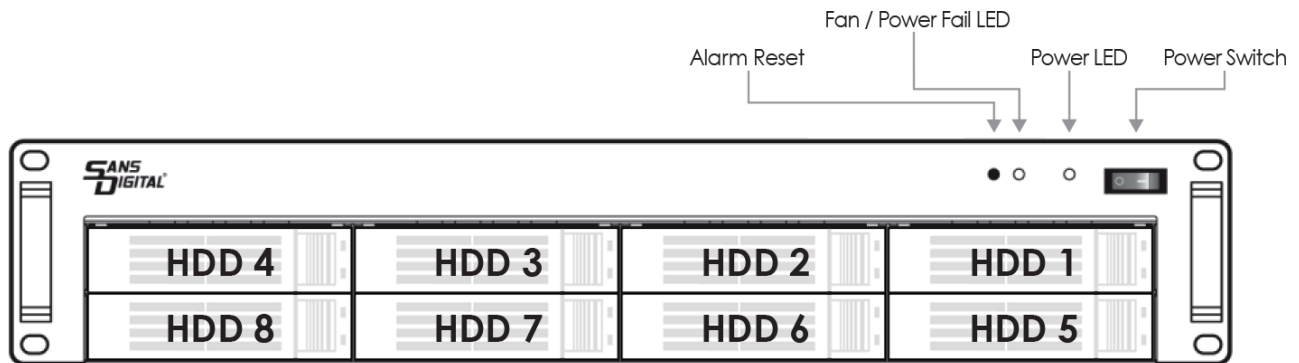 Fan / Power Fail LED
Alarm Reset
Power LED
Power Switch
SANS
DIGITAL
HDD 4
HDD 3
HDD 2
HDD 1
HDD 8
HDD 7
HDD 6
HDD 5